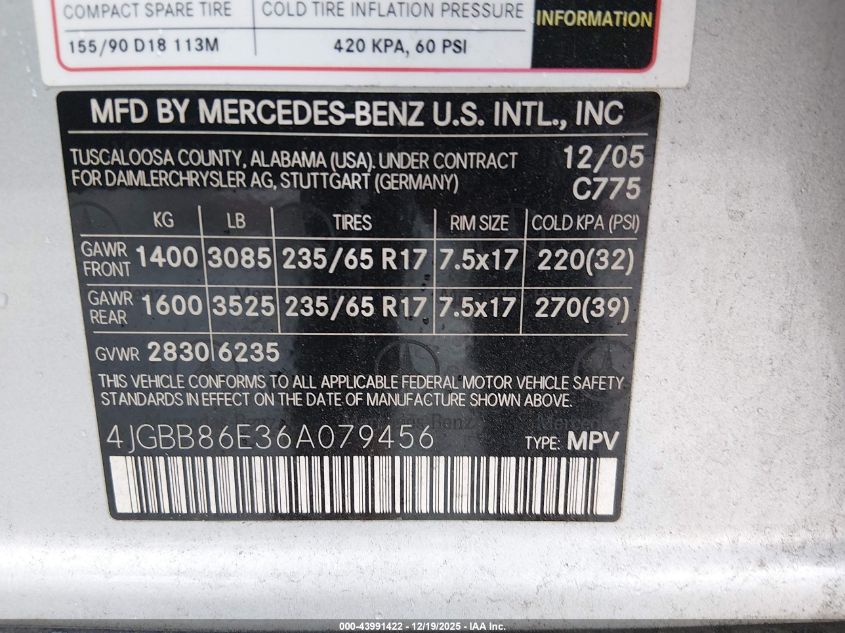 COMPACT SPARE TIRE COLD TIRE INFLATION PRESSURE
INFORMATION
155/90 D18 113M 420 KPA, 60 PSI
MFD BY MERCEDES-BENZ U.S. INTL., INC
TUSCALOOSA COUNTY, ALABAMA (USA). UNDER CONTRACT 12/05
FOR DAIMLERCHRYSLER AG, STUTTGART (GERMANY) C775
KG LB TIRES RIM SIZE COLD KPA (PSI)
GAWR FRONT 1400 3085 235/65 R17 7.5x17 220(32)
GAWR REAR 1600 3525 235/65 R17 7.5x17 270(39)
GVWR 2830 6235
THIS VEHICLE CONFORMS TO ALL APPLICABLE FEDERAL MOTOR VEHICLE SAFETY
STANDARDS IN EFFECT ON THE DATE OF MANUFACTURE SHOWN ABOVE.
4JGBB86E36A079456 TYPE: MPV
000-43991422 - 12/19/2025 - IAA Inc.